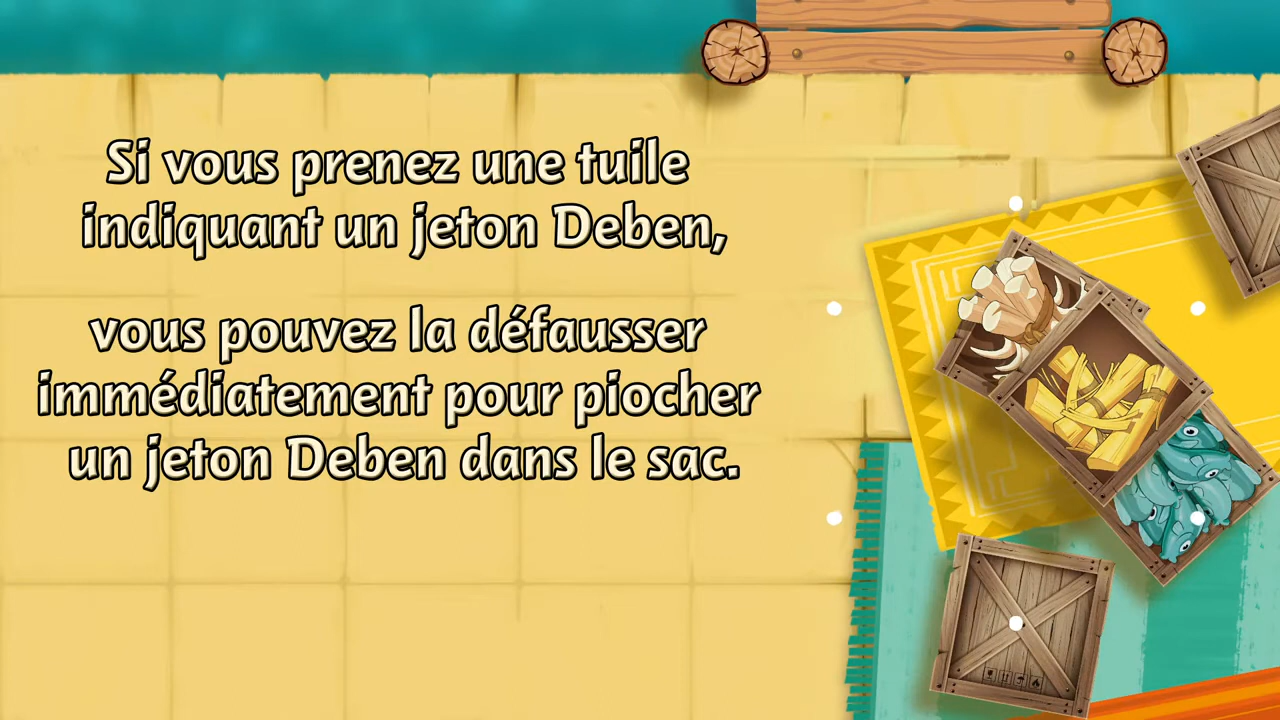 Si vous prenez une tuile
indiquant un jeton Deben,
vous pouvez la défausser
immédiatement pour piocher
un jeton Deben dans le sac.